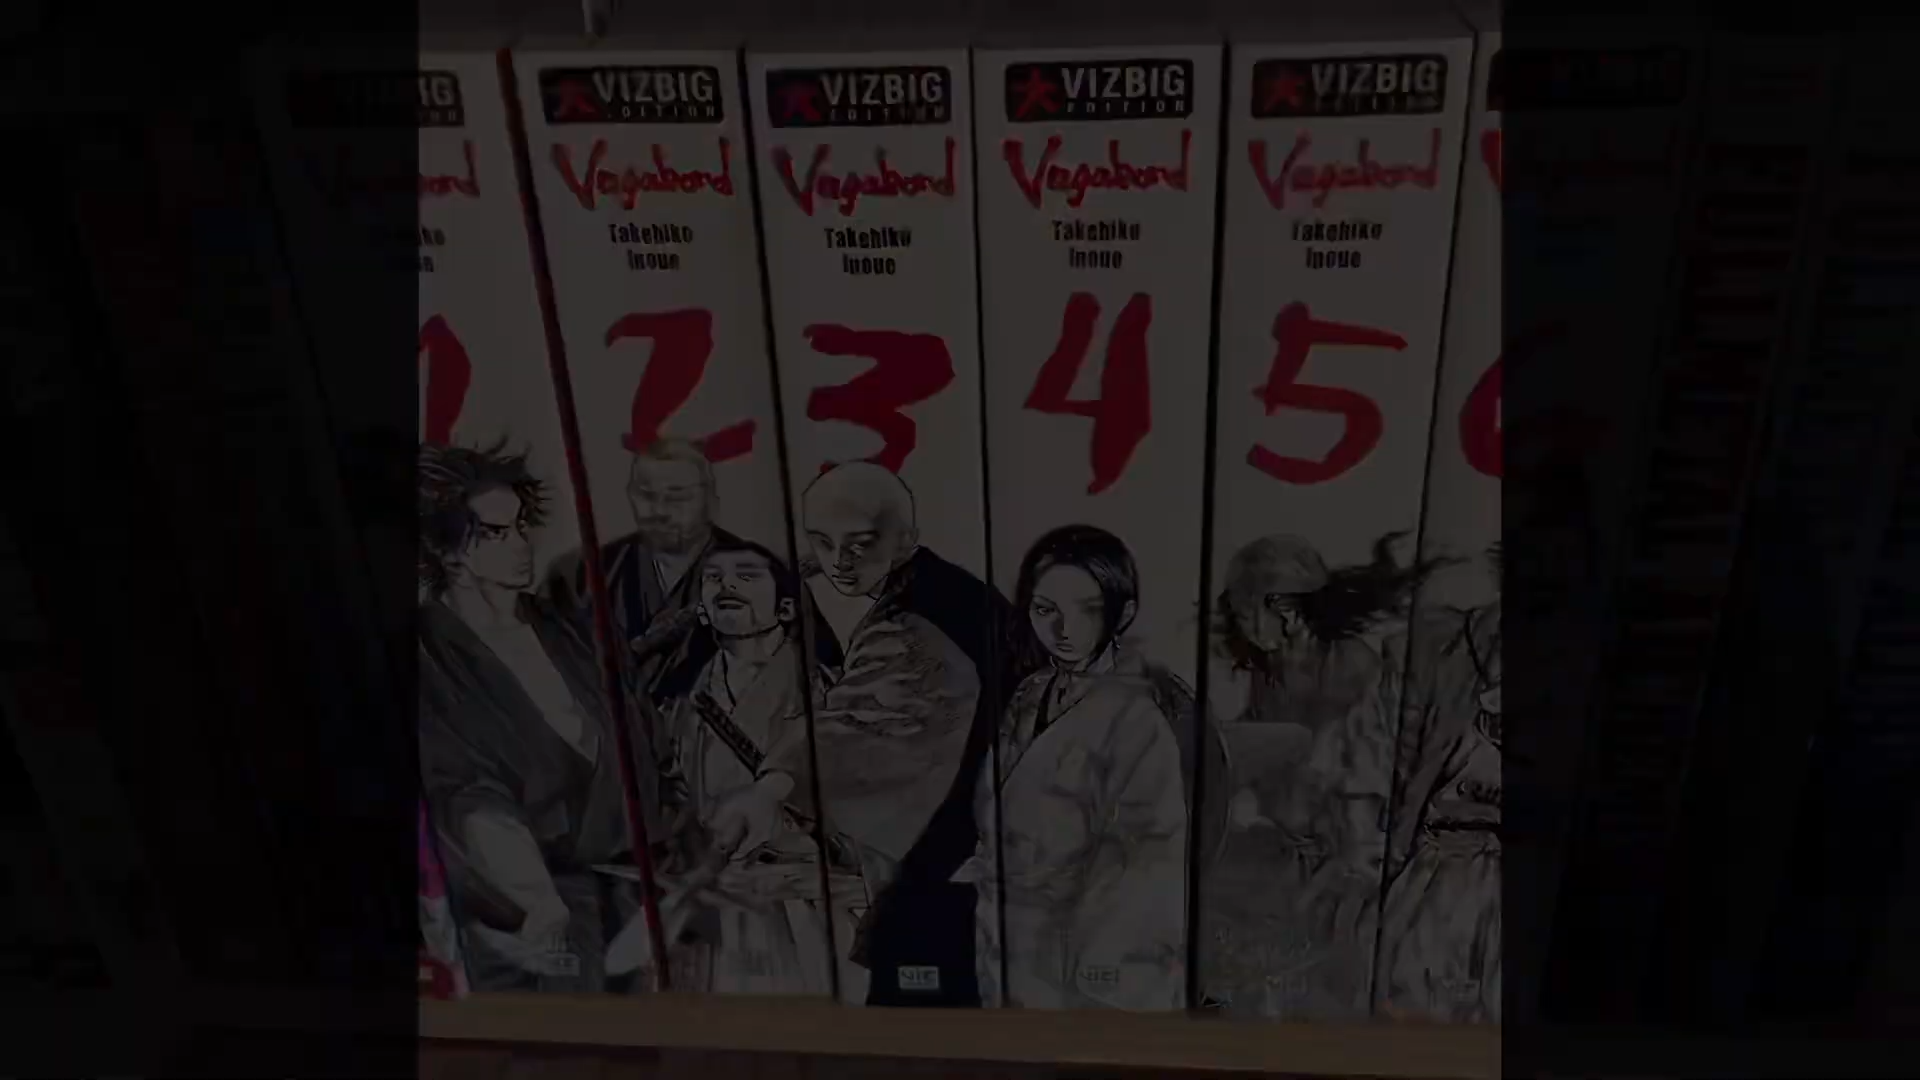 VIZBIG
EDITION
Vagabond
Takehiko
Inoue
2
VIZBIG
EDITION
Vagabond
Takehiko
Inoue
3
VIZBIG
EDITION
Vagabond
Takehiko
Inoue
4
VIZBIG
EDITION
Vagabond
Takehiko
Inoue
5